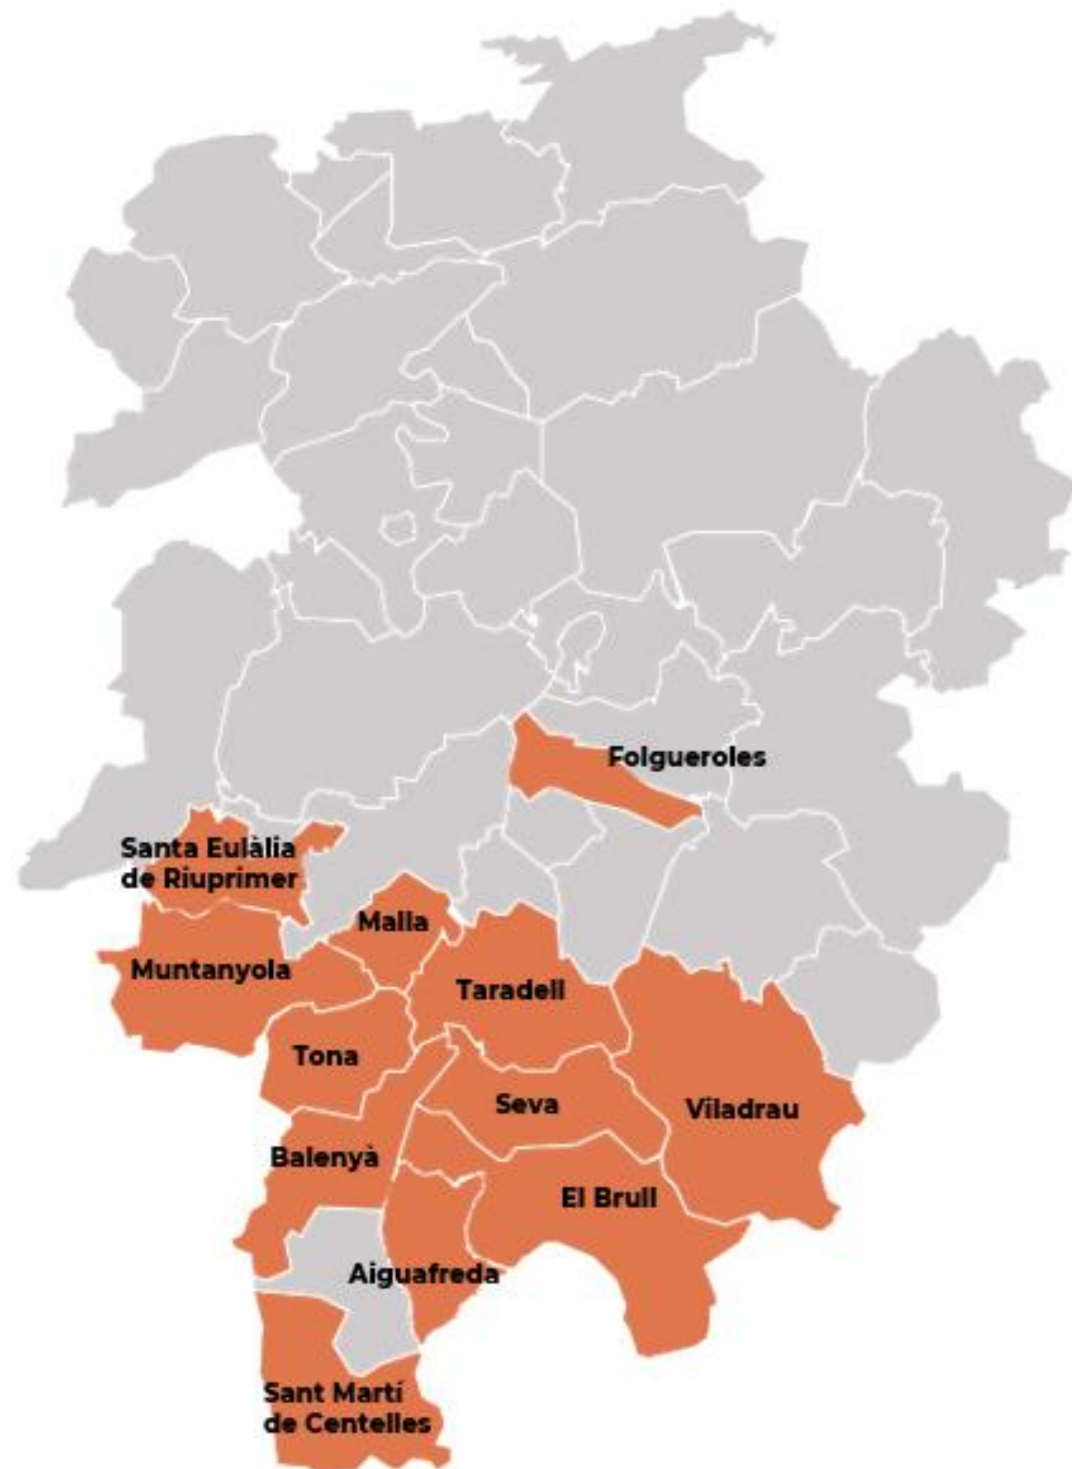 Folgueroles
Santa Eulàlia
de Riuprimer
Malla
Muntanyola
Taradell
Tona
Seva
Viladrau
Balenyà
El Brull
Aiguafreda
Sant Martí
de Centelles